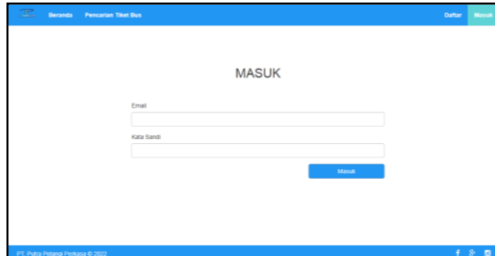 Beranda Pencarian Tiket Bus Daftar Masuk
MASUK
Email
Kata Sandi
Masuk
PT. Putra Pelangi Perkasa © 2022